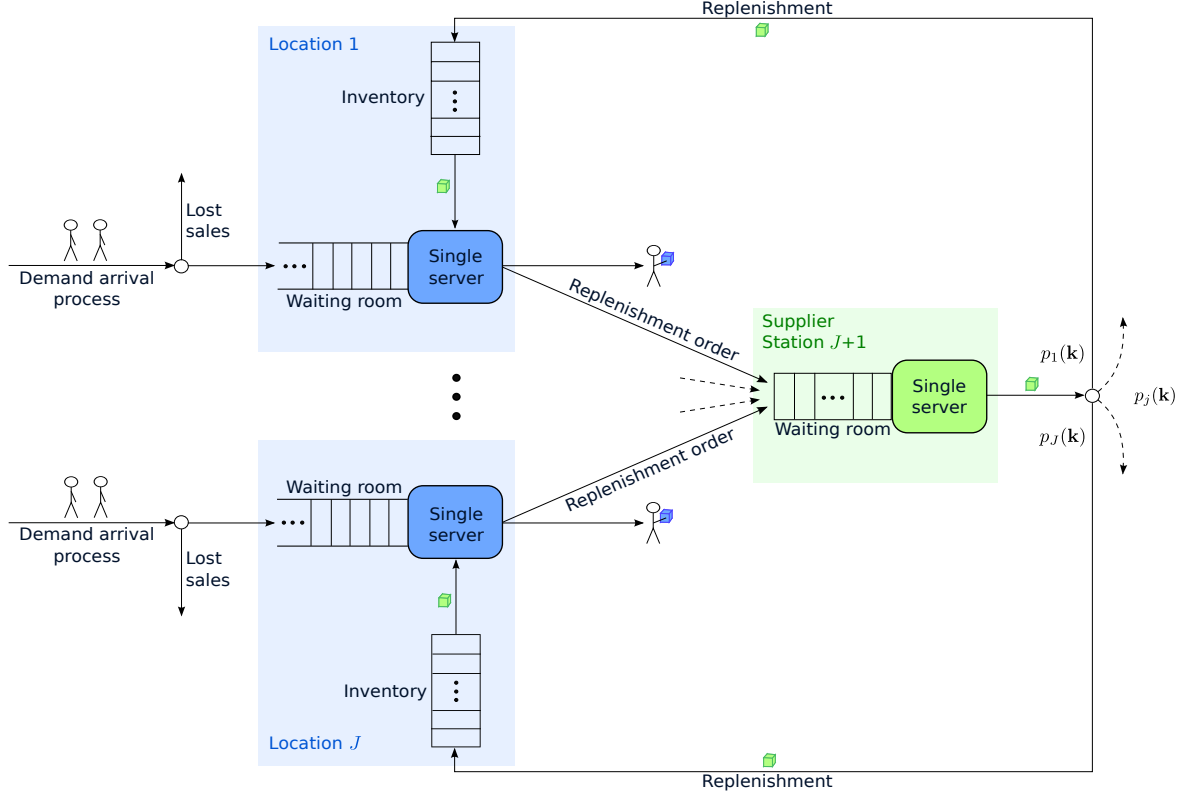 Replenishment
Location 1
Inventory
Lost
sales
Demand arrival
process
Single
server
Waiting room
Replenishment order
Supplier
Station J+1
Single
server
Waiting room
p₁(k)
pⱼ(k)
p_J(k)
Replenishment order
Waiting room
Single
server
Demand arrival
process
Lost
sales
Inventory
Location J
Replenishment